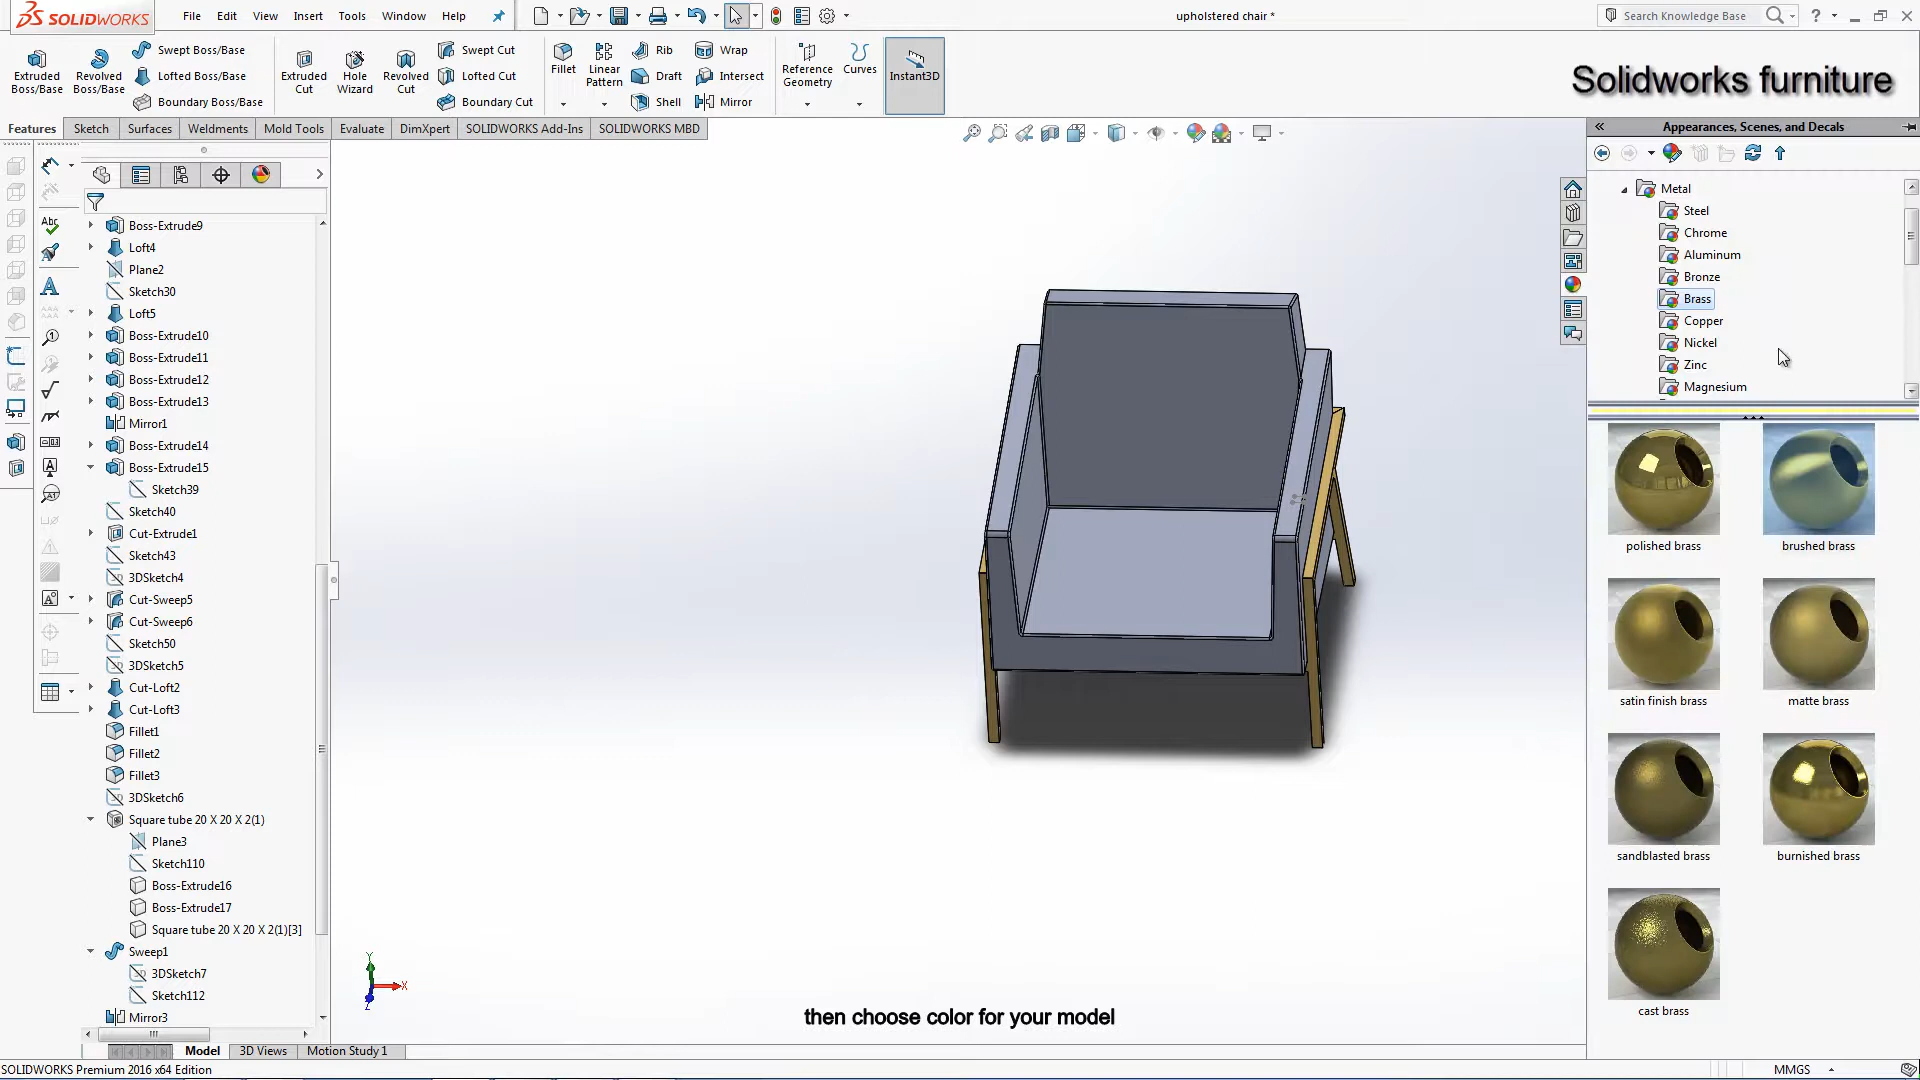 SOLIDWORKS
File Edit View Insert Tools Window Help
upholstered chair *
Search Knowledge Base
Extruded Boss/Base
Revolved Boss/Base
Swept Boss/Base
Lofted Boss/Base
Boundary Boss/Base
Extruded Cut
Hole Wizard
Revolved Cut
Swept Cut
Lofted Cut
Boundary Cut
Fillet
Linear Pattern
Rib
Draft
Shell
Wrap
Intersect
Mirror
Reference Geometry
Curves
Instant3D
Solidworks furniture
Features Sketch Surfaces Weldments Mold Tools Evaluate DimXpert SOLIDWORKS Add-Ins SOLIDWORKS MBD
Boss-Extrude9
Loft4
Plane2
Sketch30
Loft5
Boss-Extrude10
Boss-Extrude11
Boss-Extrude12
Boss-Extrude13
Mirror1
Boss-Extrude14
Boss-Extrude15
Sketch39
Sketch40
Cut-Extrude1
Sketch43
3DSketch4
Cut-Sweep5
Cut-Sweep6
Sketch50
3DSketch5
Cut-Loft2
Cut-Loft3
Fillet1
Fillet2
Fillet3
3DSketch6
Square tube 20 X 20 X 2(1)
Plane3
Sketch110
Boss-Extrude16
Boss-Extrude17
Square tube 20 X 20 X 2(1)[3]
Sweep1
3DSketch7
Sketch112
Mirror3
Y
X
Z
Appearances, Scenes, and Decals
Metal
Steel
Chrome
Aluminum
Bronze
Brass
Copper
Nickel
Zinc
Magnesium
polished brass
brushed brass
satin finish brass
matte brass
sandblasted brass
burnished brass
cast brass
then choose color for your model
Model 3D Views Motion Study 1
SOLIDWORKS Premium 2016 x64 Edition
MMGS